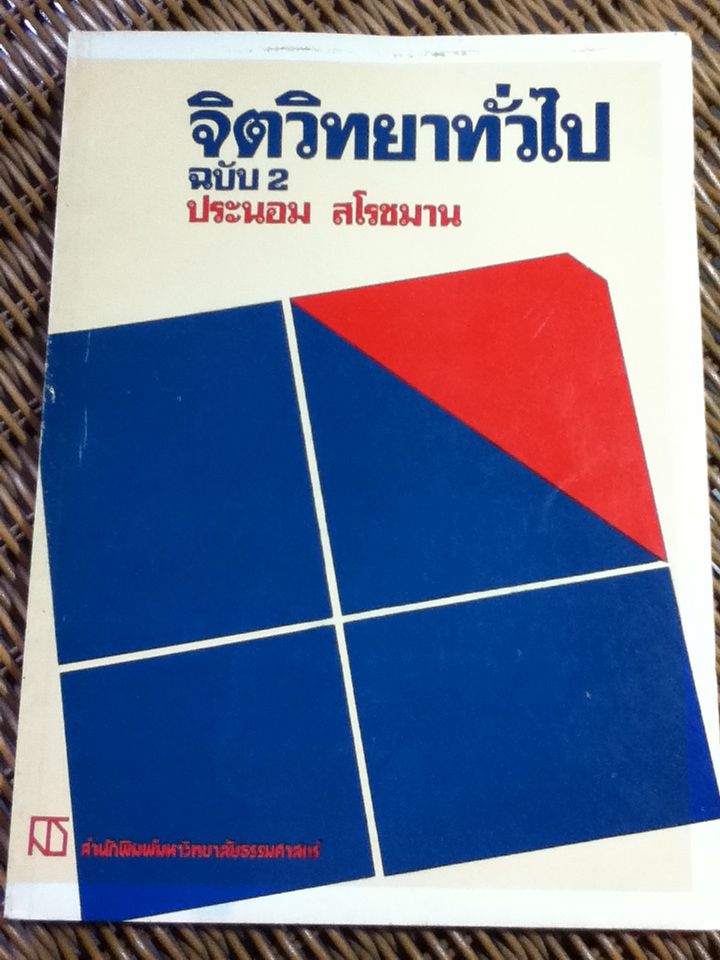 จิตวิทยาทั่วไป
ฉบับ 2
ประนอม สโรชมาน
สำนักพิมพ์มหาวิทยาลัยธรรมศาสตร์